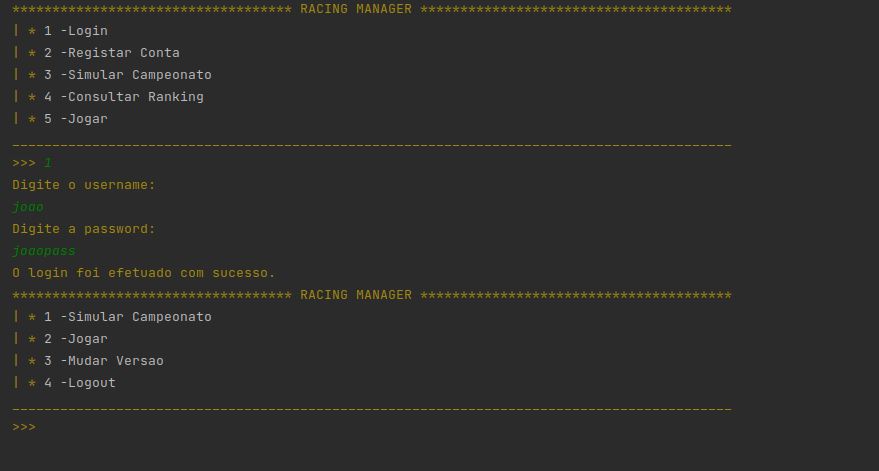 *********************************** RACING MANAGER ***************************************
| * 1 -Login
| * 2 -Registar Conta
| * 3 -Simular Campeonato
| * 4 -Consultar Ranking
| * 5 -Jogar
__________________________________________________________________________________________
>>> 1
Digite o username:
joao
Digite a password:
joaopass
O login foi efetuado com sucesso.
*********************************** RACING MANAGER ***************************************
| * 1 -Simular Campeonato
| * 2 -Jogar
| * 3 -Mudar Versao
| * 4 -Logout
__________________________________________________________________________________________
>>>